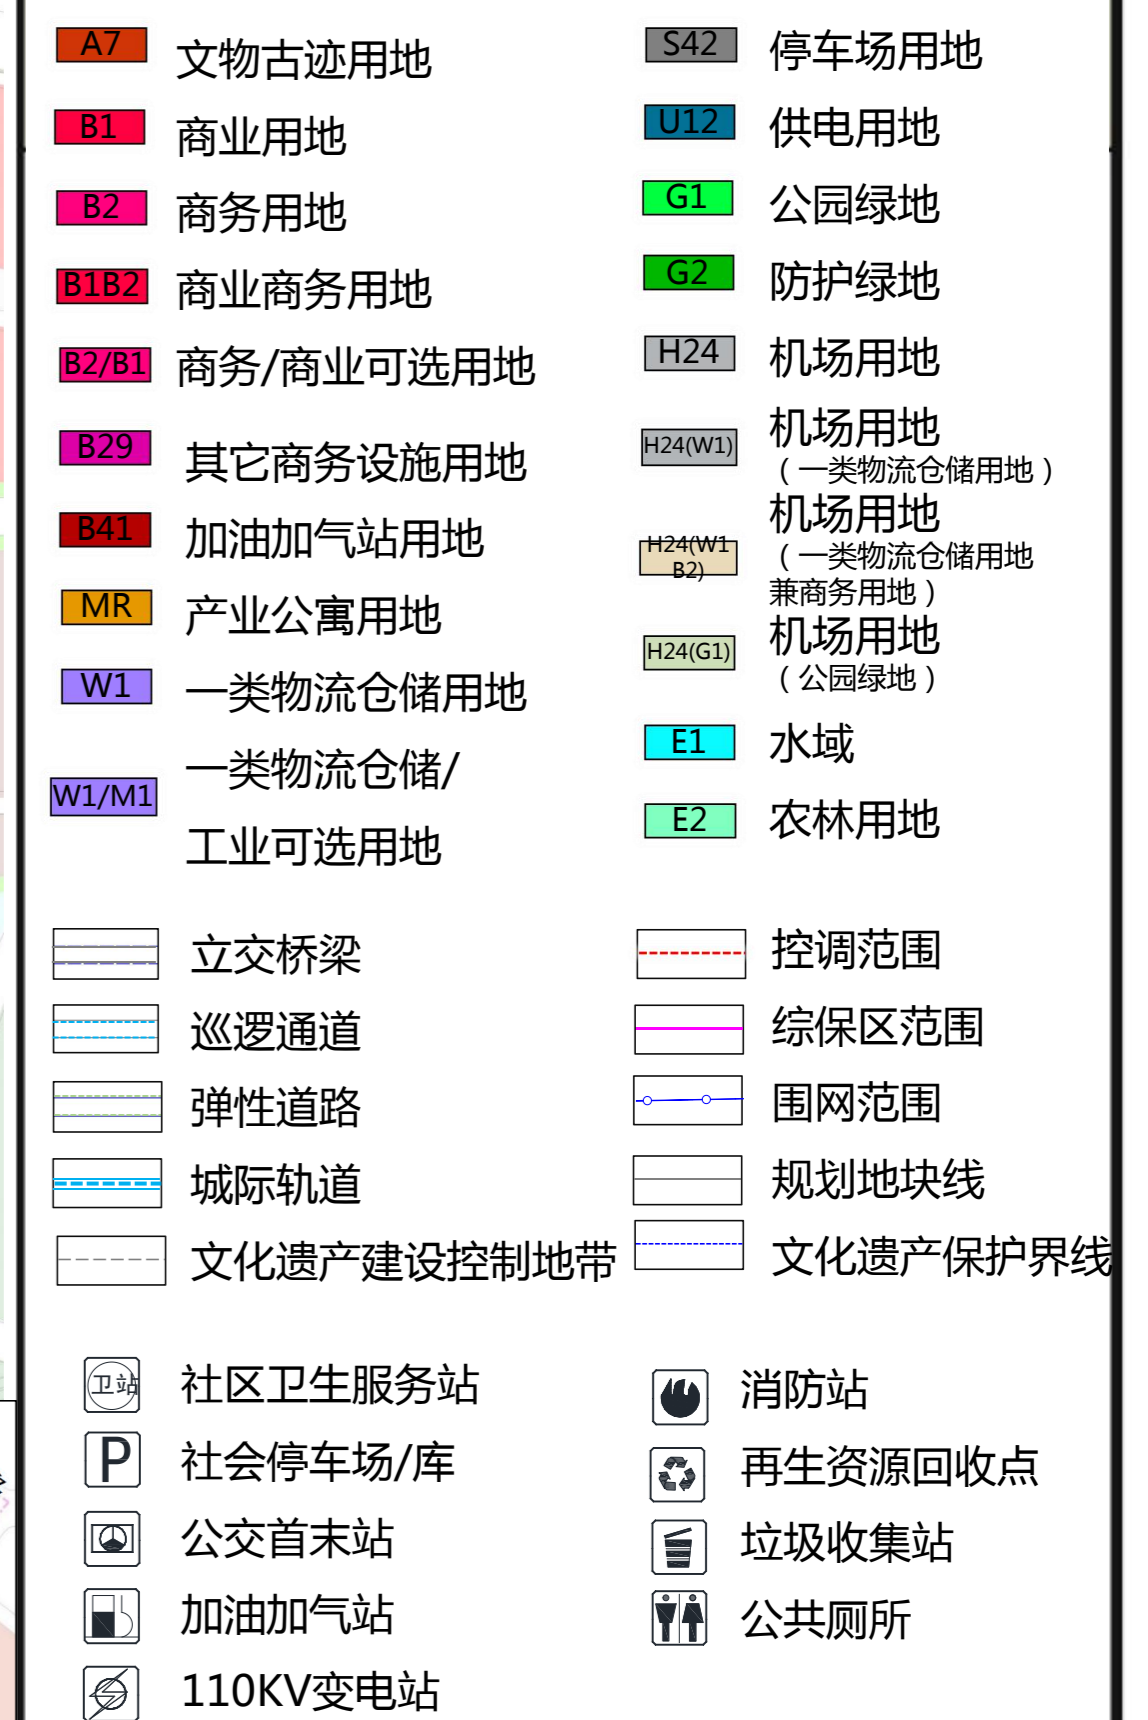 A7 文物古迹用地
B1 商业用地
B2 商务用地
B1B2 商业商务用地
B2/B1 商务/商业可选用地
B29 其它商务设施用地
B41 加油加气站用地
MR 产业公寓用地
W1 一类物流仓储用地
W1/M1 一类物流仓储/
工业可选用地
S42 停车场用地
U12 供电用地
G1 公园绿地
G2 防护绿地
H24 机场用地
H24(W1) 机场用地
（一类物流仓储用地）
H24(W1
B2)
机场用地
（一类物流仓储用地
兼商务用地）
H24(G1) 机场用地
（公园绿地）
E1 水域
E2 农林用地
立交桥梁
巡逻通道
弹性道路
城际轨道
文化遗产建设控制地带
控调范围
综保区范围
围网范围
规划地块线
文化遗产保护界线
卫站 社区卫生服务站
P 社会停车场/库
公交首末站
加油加气站
110KV变电站
消防站
再生资源回收点
垃圾收集站
公共厕所